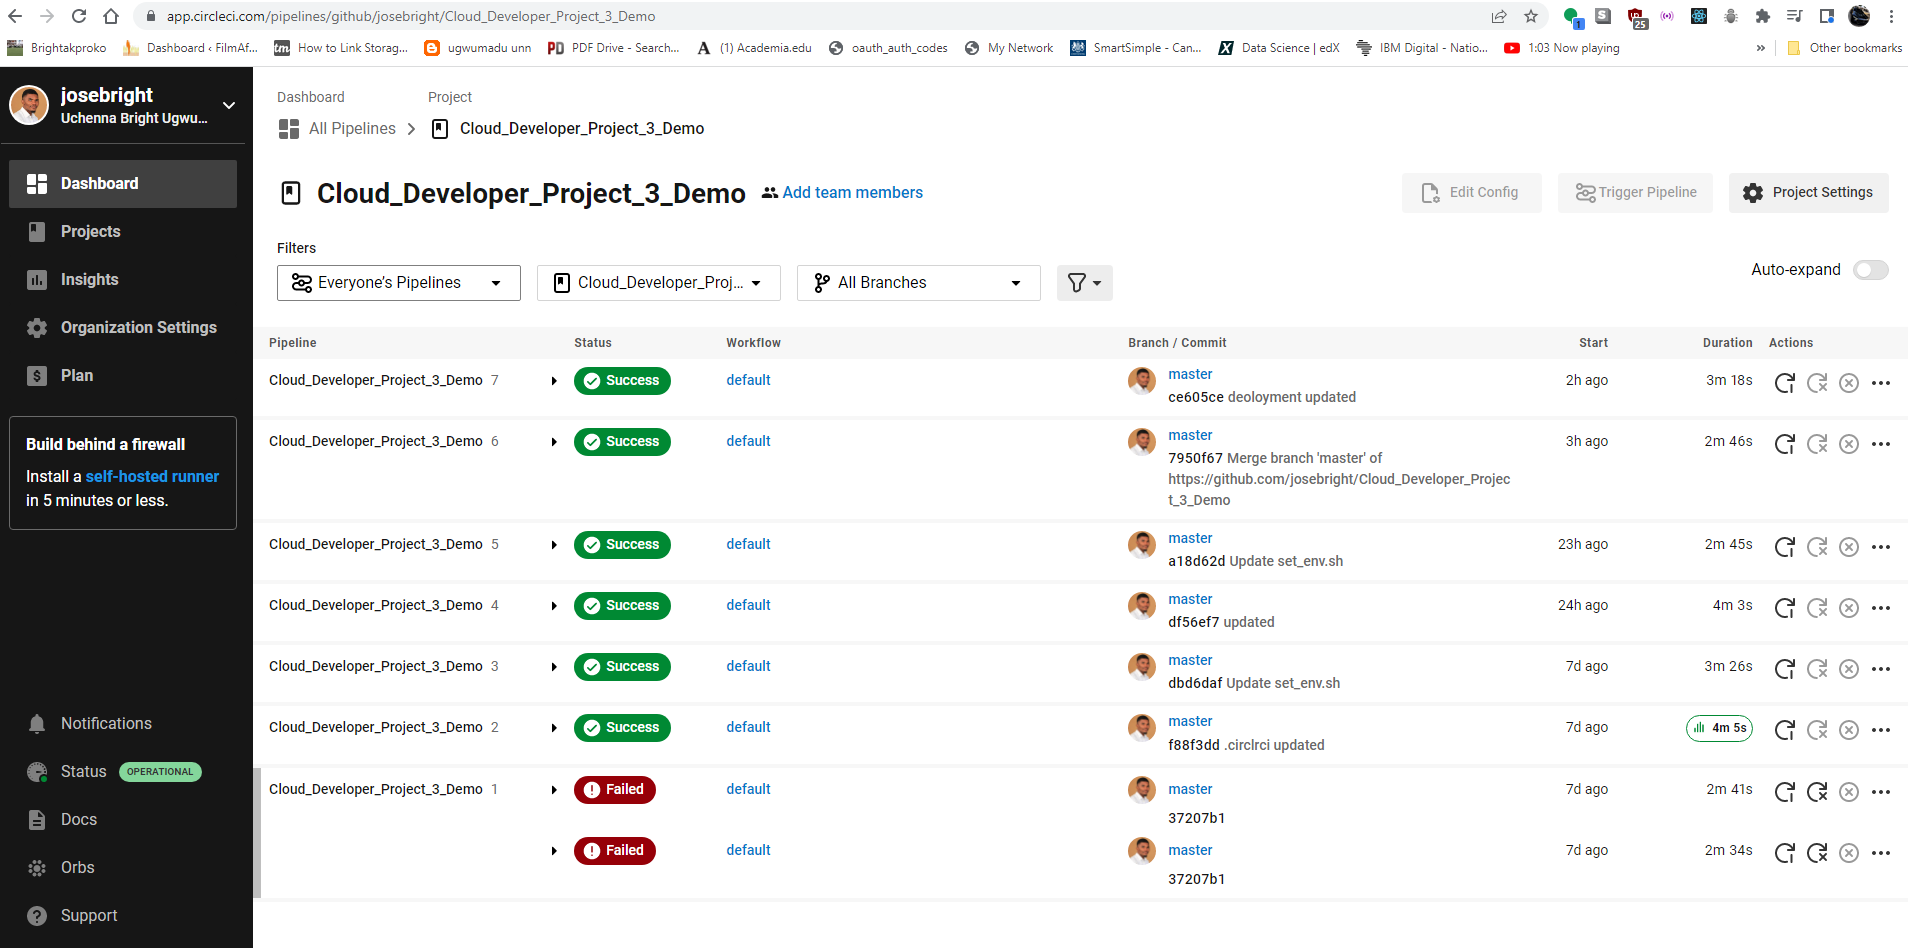 app.circleci.com/pipelines/github/josebright/Cloud_Developer_Project_3_Demo
1
S
25
Brightakproko
Dashboard ‹ FilmAf...
tm
How to Link Storag...
ugwumadu unn
PD
PDF Drive - Search...
A
(1) Academia.edu
oauth_auth_codes
My Network
SmartSimple - Can...
X
Data Science | edX
IBM Digital - Natio...
1:03 Now playing
»
Other bookmarks
josebright
Uchenna Bright Ugwu...
Dashboard
Projects
Insights
Organization Settings
Plan
Build behind a firewall
Install a self-hosted runner
in 5 minutes or less.
Notifications
Status OPERATIONAL
Docs
Orbs
Support
Dashboard Project
All Pipelines Cloud_Developer_Project_3_Demo
Cloud_Developer_Project_3_Demo Add team members
Edit Config Trigger Pipeline Project Settings
Filters
Everyone's Pipelines Cloud_Developer_Proj... All Branches
Auto-expand
Pipeline Status Workflow Branch / Commit Start Duration Actions
Cloud_Developer_Project_3_Demo 7 Success default master 2h ago 3m 18s
ce605ce deoloyment updated
Cloud_Developer_Project_3_Demo 6 Success default master 3h ago 2m 46s
7950f67 Merge branch 'master' of
https://github.com/josebright/Cloud_Developer_Projec
t_3_Demo
Cloud_Developer_Project_3_Demo 5 Success default master 23h ago 2m 45s
a18d62d Update set_env.sh
Cloud_Developer_Project_3_Demo 4 Success default master 24h ago 4m 3s
df56ef7 updated
Cloud_Developer_Project_3_Demo 3 Success default master 7d ago 3m 26s
dbd6daf Update set_env.sh
Cloud_Developer_Project_3_Demo 2 Success default master 7d ago 4m 5s
f88f3dd .circlrci updated
Cloud_Developer_Project_3_Demo 1 Failed default master 7d ago 2m 41s
37207b1
Failed default master 7d ago 2m 34s
37207b1